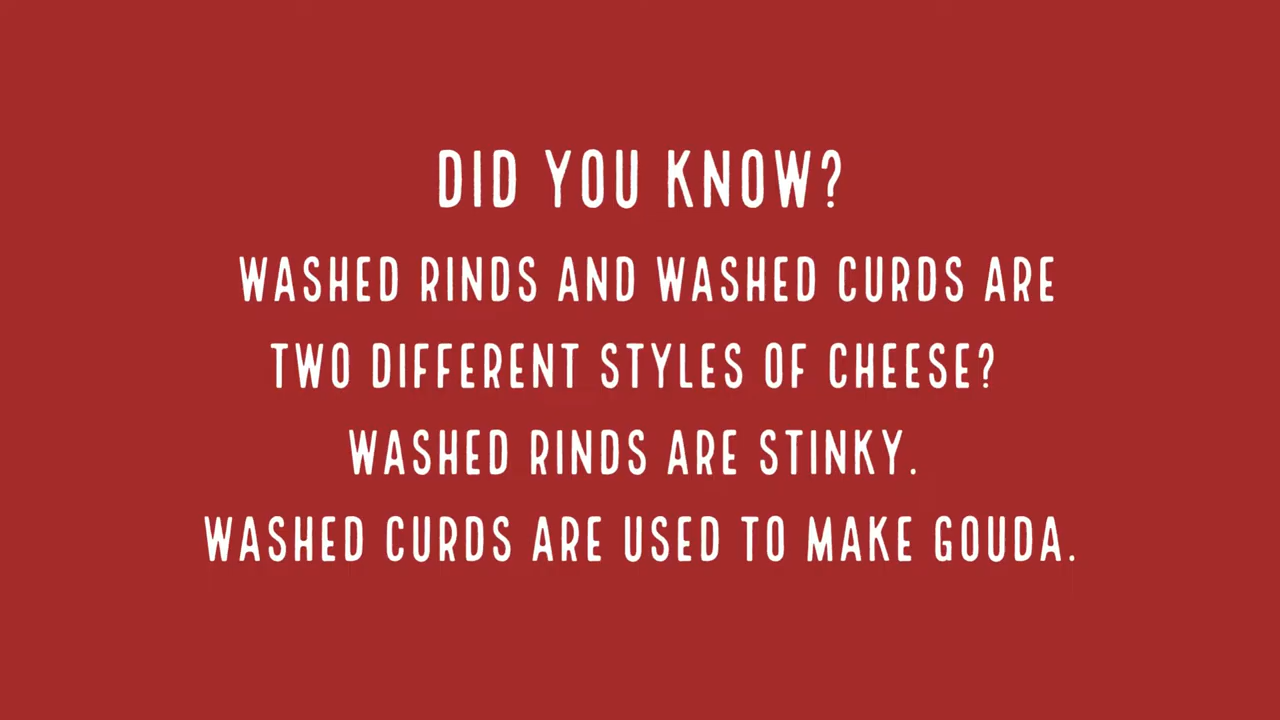 DID YOU KNOW?
WASHED RINDS AND WASHED CURDS ARE
TWO DIFFERENT STYLES OF CHEESE?
WASHED RINDS ARE STINKY.
WASHED CURDS ARE USED TO MAKE GOUDA.